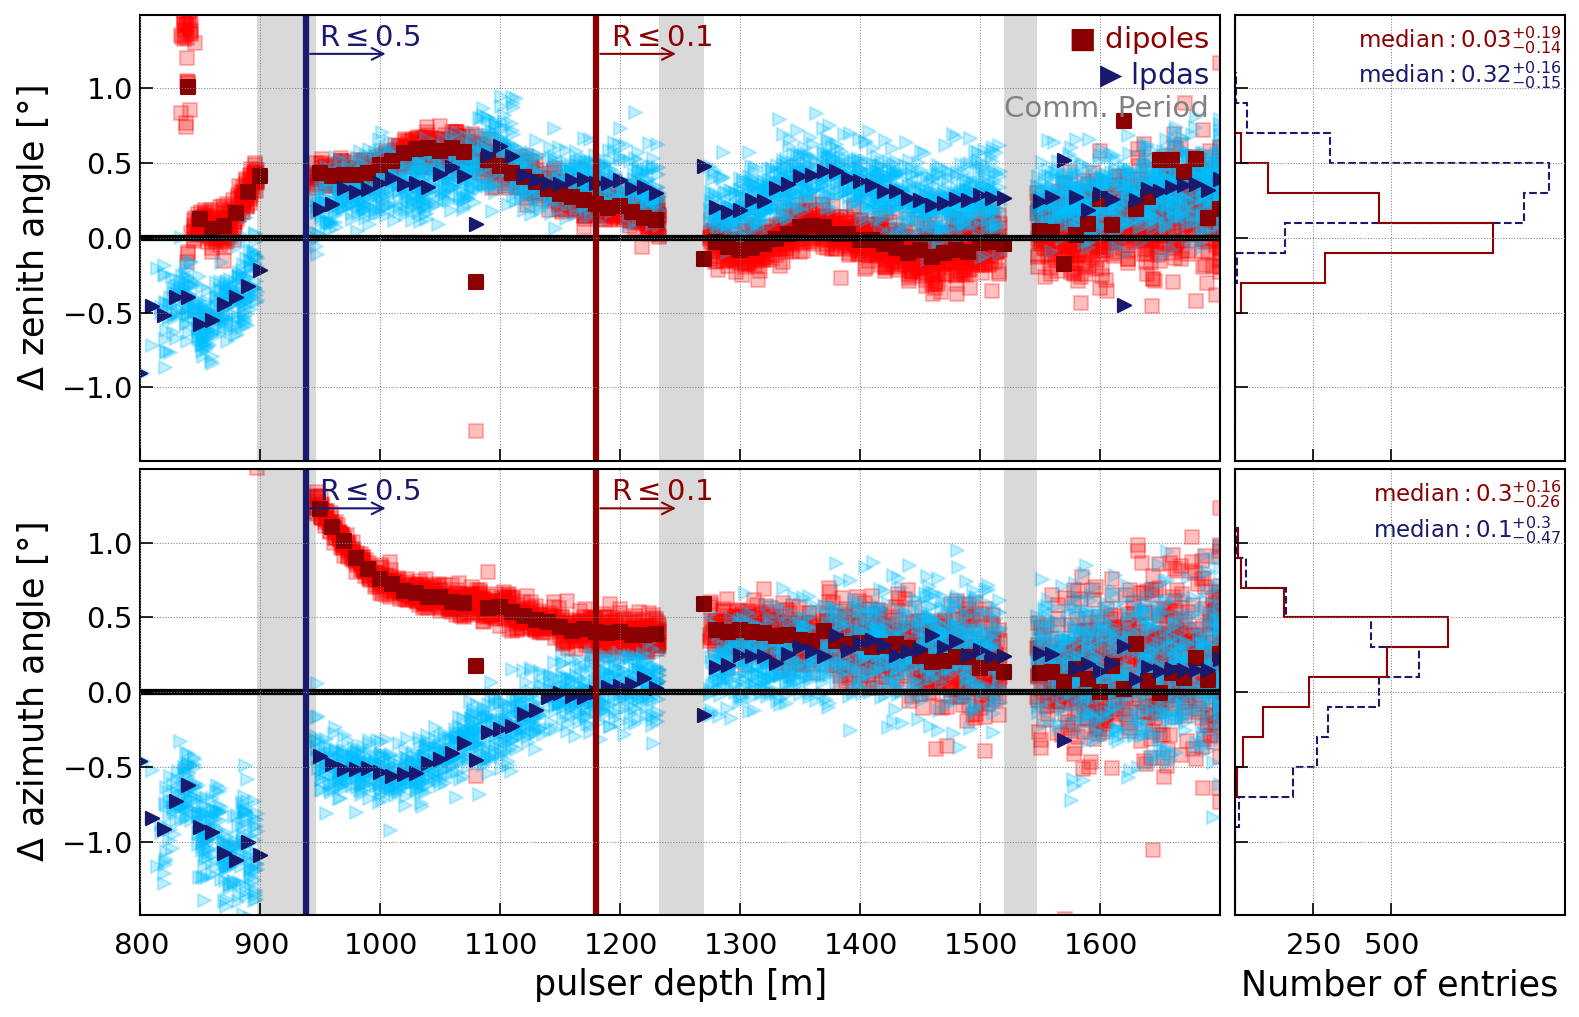 R ≤ 0.5
R ≤ 0.1
dipoles
lpdas
Comm. Period
median : 0.03 +0.19 −0.14
median : 0.32 +0.16 −0.15
Δ zenith angle [°]
1.0
0.5
0.0
−0.5
−1.0
R ≤ 0.5
R ≤ 0.1
median : 0.3 +0.16 −0.26
median : 0.1 +0.3 −0.47
Δ azimuth angle [°]
1.0
0.5
0.0
−0.5
−1.0
800 900 1000 1100 1200 1300 1400 1500 1600
250 500
pulser depth [m]
Number of entries